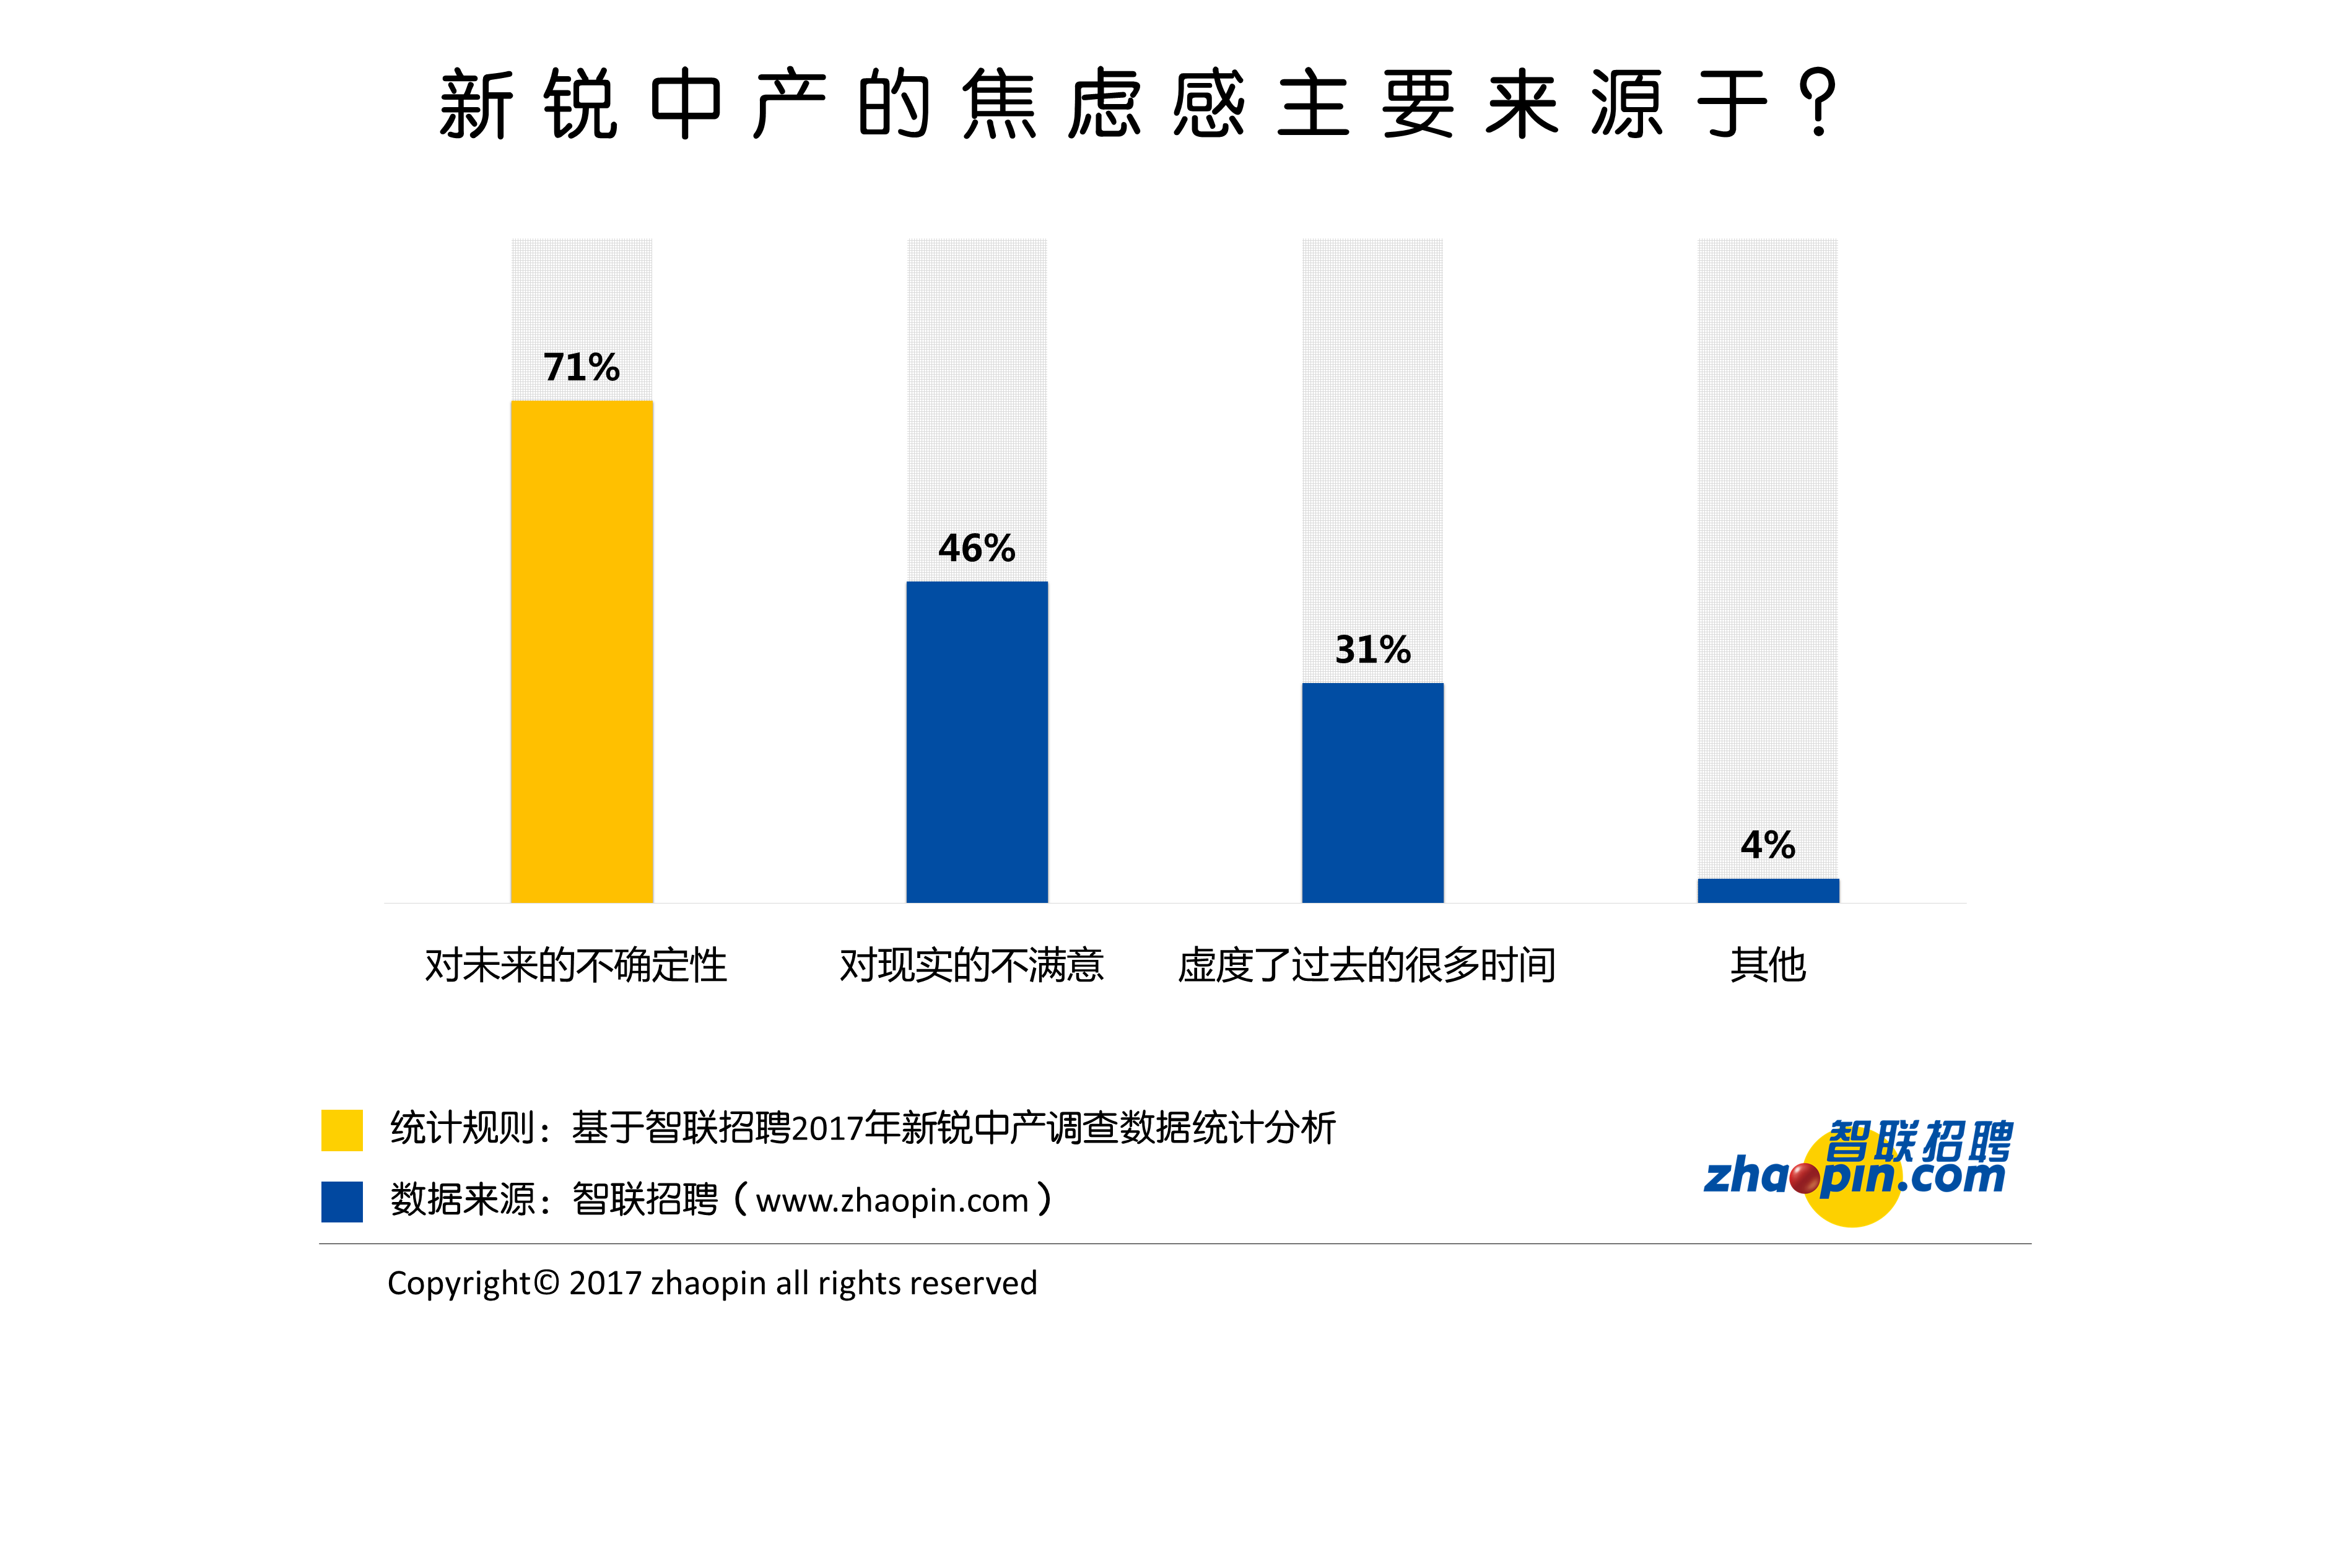 新锐中产的焦虑感主要来源于？
71%
46%
31%
4%
对未来的不确定性
对现实的不满意
虚度了过去的很多时间
其他
统计规则：基于智联招聘2017年新锐中产调查数据统计分析
数据来源：智联招聘（www.zhaopin.com）
智联招聘
zhaopin.com
Copyright© 2017 zhaopin all rights reserved